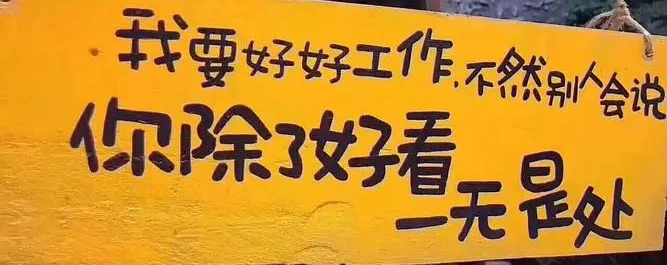 我要好好工作,不然别人会说
你除了好看
一无是处